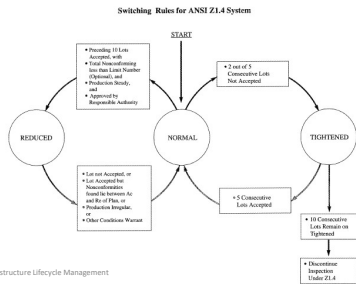 Switching Rules for ANSI Z1.4 System
START
• Preceding 10 Lots
Accepted, with
• Total Nonconforming
less than Limit Number
(Optional), and
• Production Steady,
and
• Approved by
Responsible Authority
• 2 out of 5
Consecutive Lots
Not Accepted
REDUCED
NORMAL
TIGHTENED
• Lot not Accepted, or
• Lot Accepted but
Nonconformities
found lie between Ac
and Re of Plan, or
• Production Irregular,
or
• Other Conditions Warrant
• 5 Consecutive
Lots Accepted
• 10 Consecutive
Lots Remain on
Tightened
• Discontinue
Inspection
Under Z1.4
structure Lifecycle Management